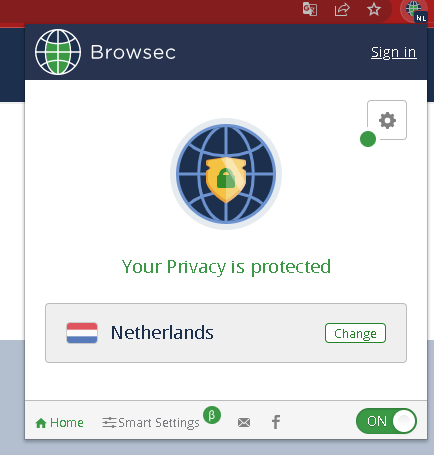 NL
Browsec
Sign in
Your Privacy is protected
Netherlands
Change
Home
Smart Settings β
ON